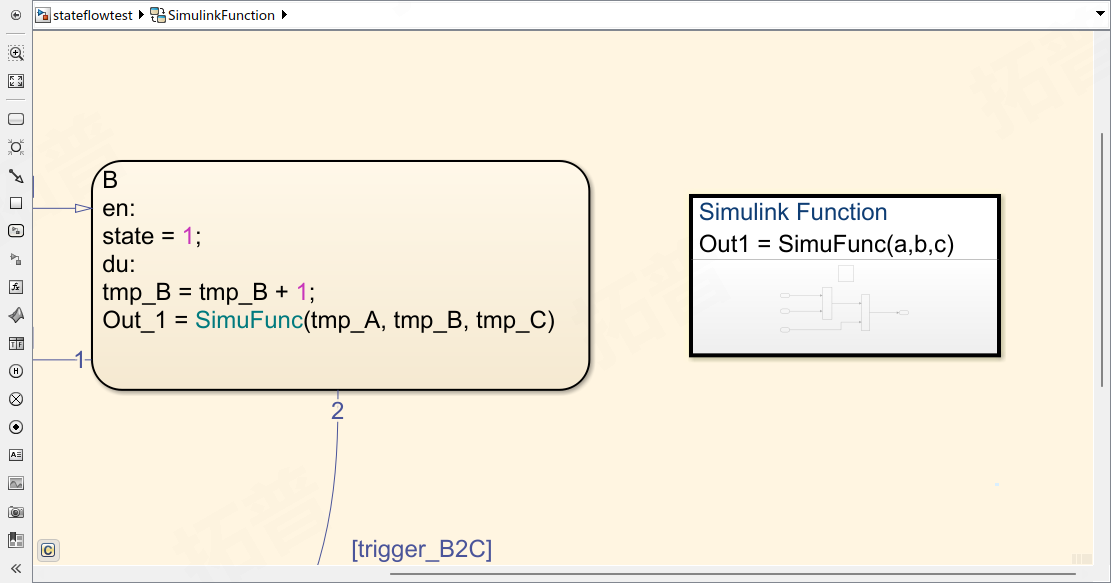 stateflowtest
SimulinkFunction
B
en:
state = 1;
du:
tmp_B = tmp_B + 1;
Out_1 = SimuFunc(tmp_A, tmp_B, tmp_C)
Simulink Function
Out1 = SimuFunc(a,b,c)
1
2
[trigger_B2C]
C